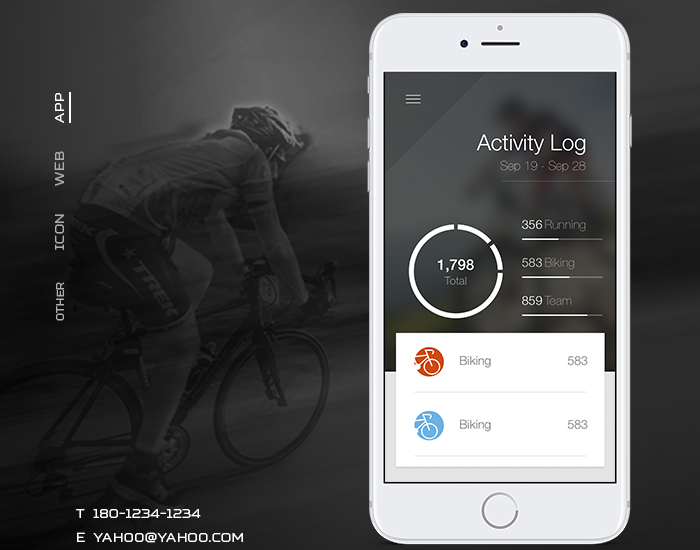 APP
WEB
ICON
OTHER
TREK
T 180-1234-1234
E YAHOO@YAHOO.COM
Activity Log
Sep 19 - Sep 28
1,798
Total
356 Running
583 Biking
859 Team
Biking 583
Biking 583